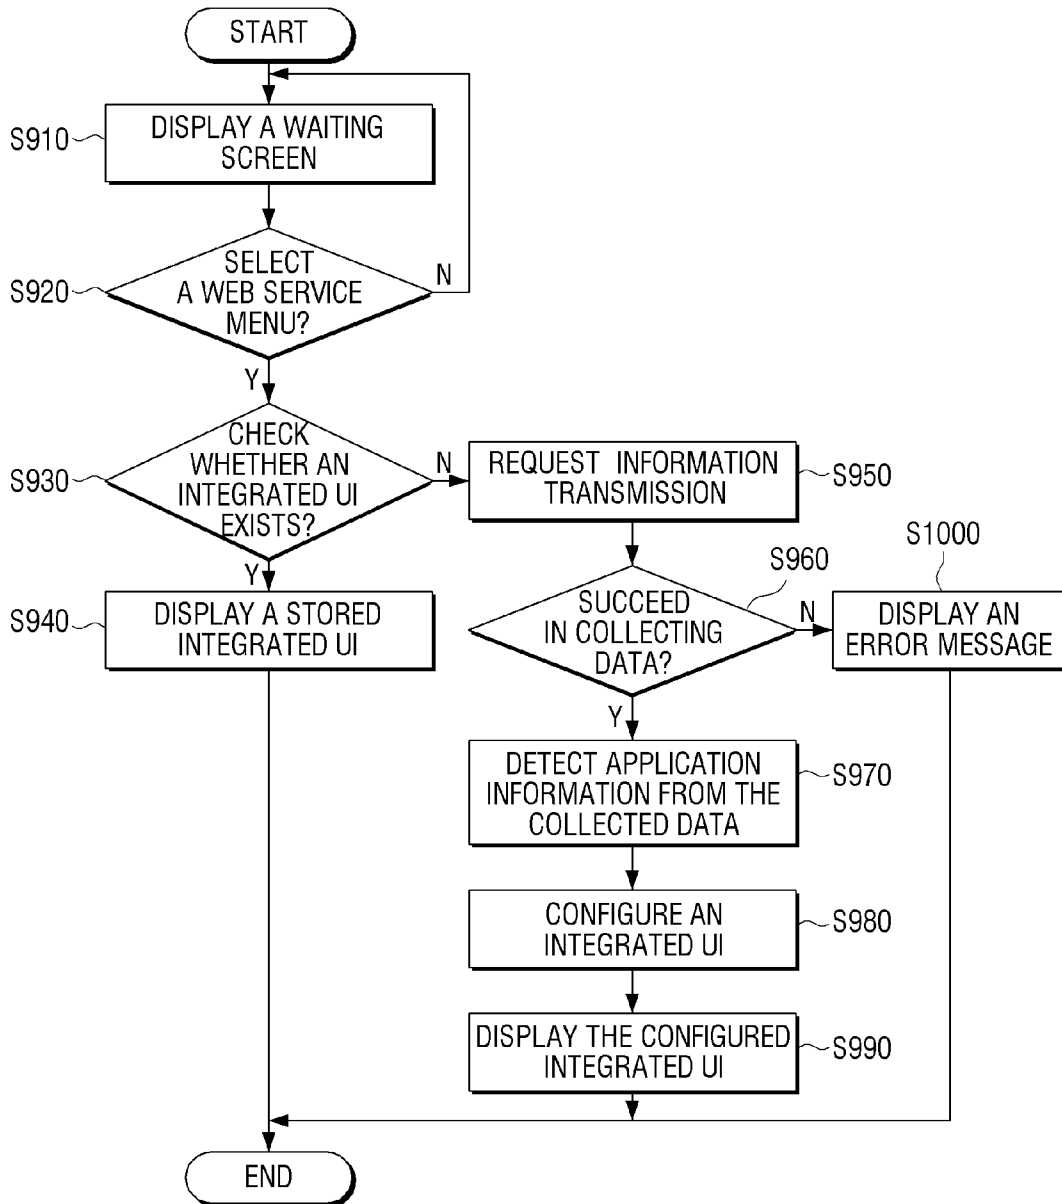 START
S910
DISPLAY A WAITING
SCREEN
S920
SELECT
A WEB SERVICE
MENU?
N
Y
S930
CHECK
WHETHER AN
INTEGRATED UI
EXISTS?
N
REQUEST INFORMATION
TRANSMISSION
S950
Y
S940
DISPLAY A STORED
INTEGRATED UI
S960
SUCCEED
IN COLLECTING
DATA?
N
S1000
DISPLAY AN
ERROR MESSAGE
Y
DETECT APPLICATION
INFORMATION FROM THE
COLLECTED DATA
S970
CONFIGURE AN
INTEGRATED UI
S980
DISPLAY THE CONFIGURED
INTEGRATED UI
S990
END